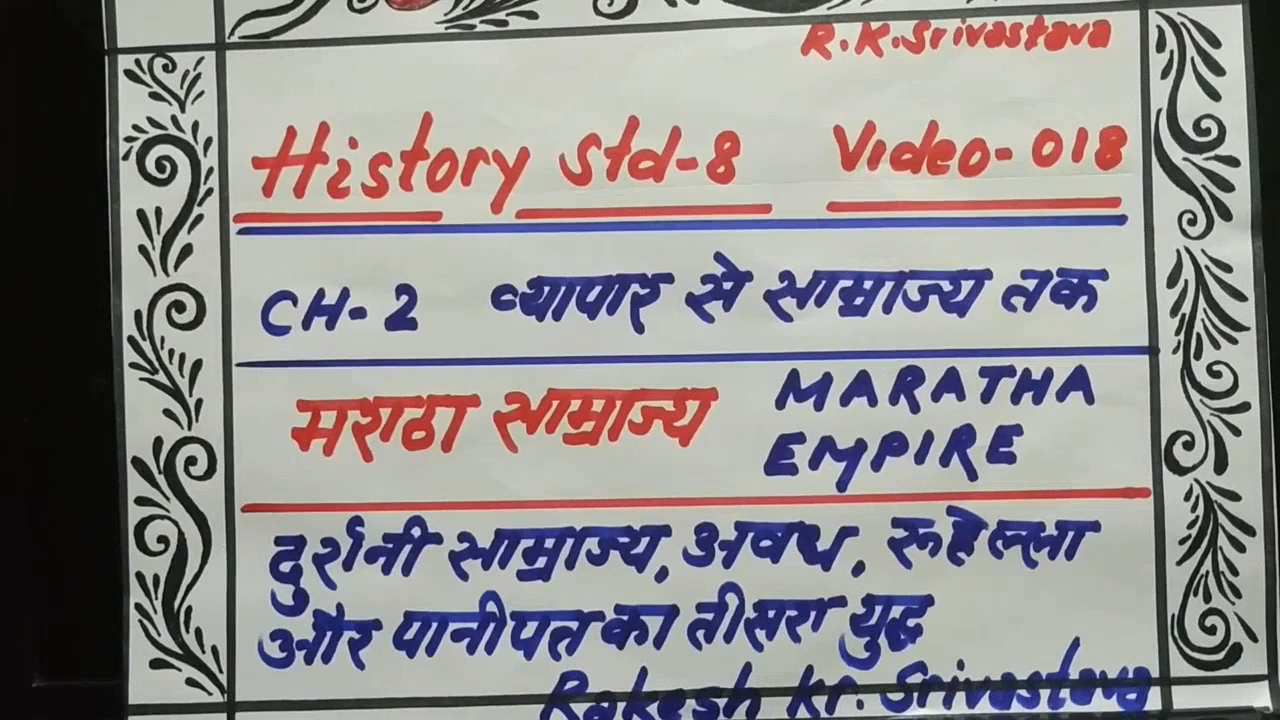 R.K.Srivastava
History Std-8 Video-018
CH-2 व्यापार से साम्राज्य तक
मराठा साम्राज्य MARATHA
EMPIRE
दुर्रानी साम्राज्य, अवध, रूहेल्ला
और पानीपत का तीसरा युद्ध
Rakesh kr. Srivastava